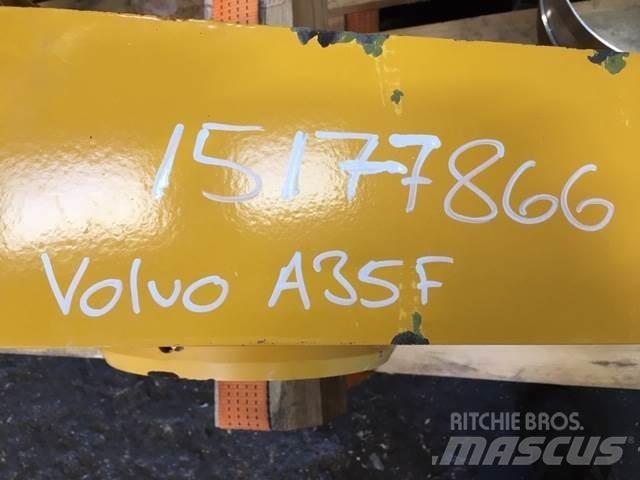 15177866
Volvo A35F
RITCHIE BROS.
MASCUS